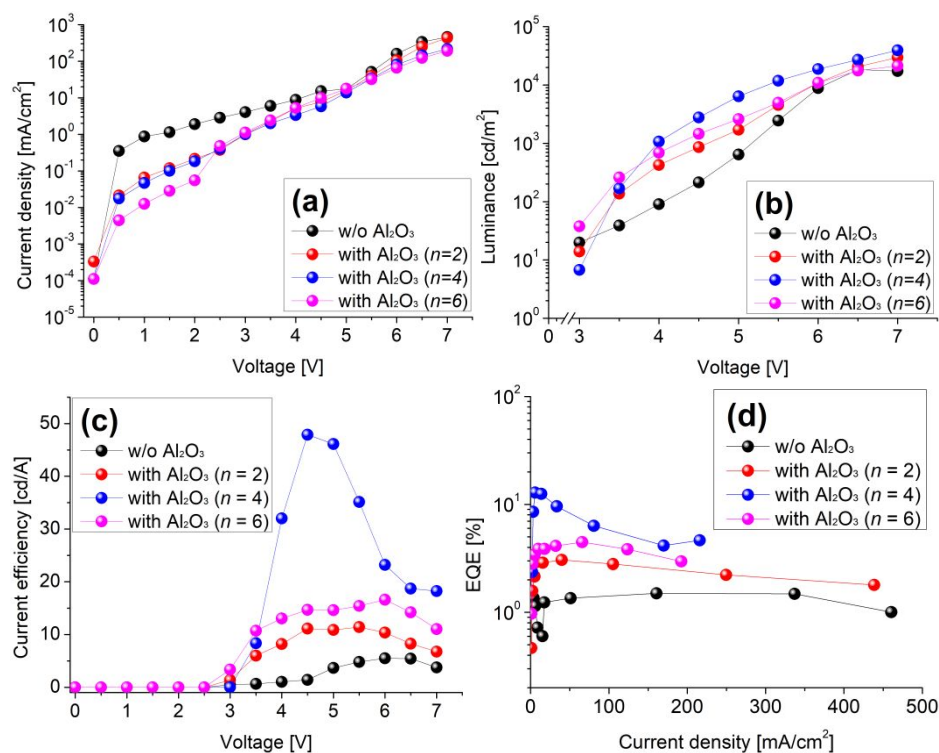 10³
10²
10¹
10⁰
10⁻¹
10⁻²
10⁻³
10⁻⁴
10⁻⁵
Current density [mA/cm²]
0 1 2 3 4 5 6 7
Voltage [V]
(a)
w/o Al₂O₃
with Al₂O₃ (n=2)
with Al₂O₃ (n=4)
with Al₂O₃ (n=6)
10⁵
10⁴
10³
10²
10¹
10⁰
Luminance [cd/m²]
3 4 5 6 7
Voltage [V]
(b)
w/o Al₂O₃
with Al₂O₃ (n=2)
with Al₂O₃ (n=4)
with Al₂O₃ (n=6)
50
40
30
20
10
0
Current efficiency [cd/A]
0 1 2 3 4 5 6 7
Voltage [V]
(c)
w/o Al₂O₃
with Al₂O₃ (n = 2)
with Al₂O₃ (n = 4)
with Al₂O₃ (n = 6)
10²
10¹
10⁰
EQE [%]
0 100 200 300 400 500
Current density [mA/cm²]
(d)
w/o Al₂O₃
with Al₂O₃ (n = 2)
with Al₂O₃ (n = 4)
with Al₂O₃ (n = 6)